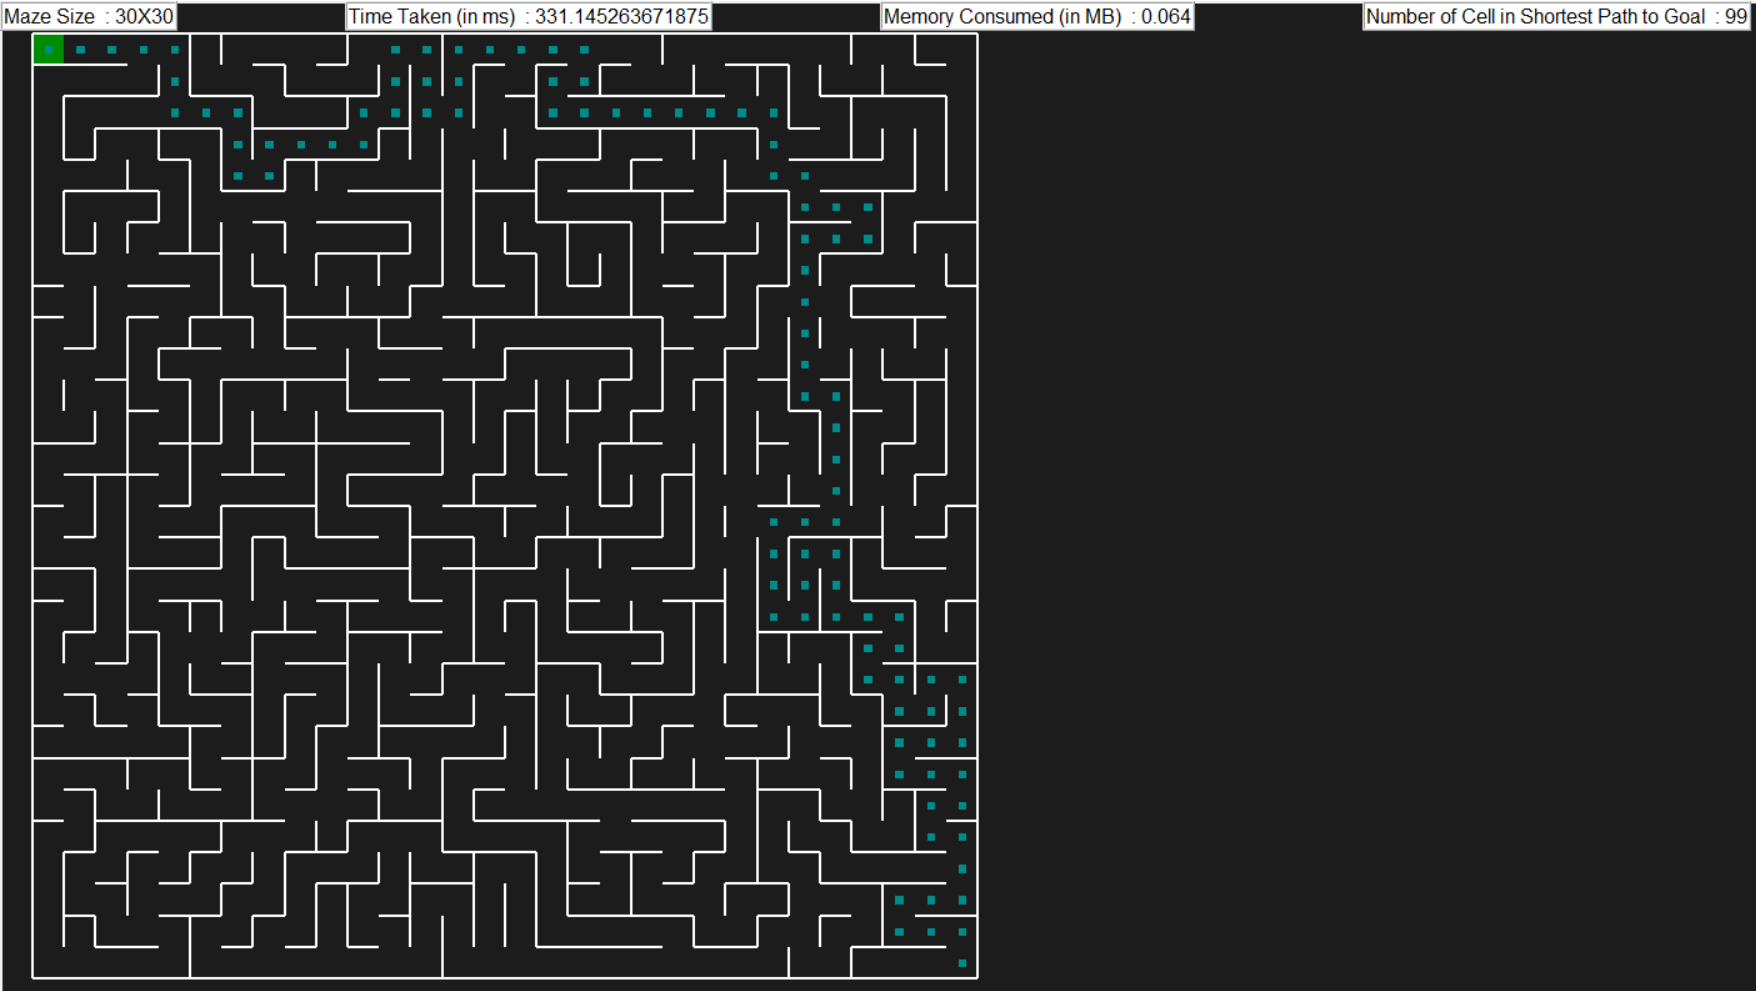 Maze Size : 30X30
Time Taken (in ms) : 331.145263671875
Memory Consumed (in MB) : 0.064
Number of Cell in Shortest Path to Goal : 99